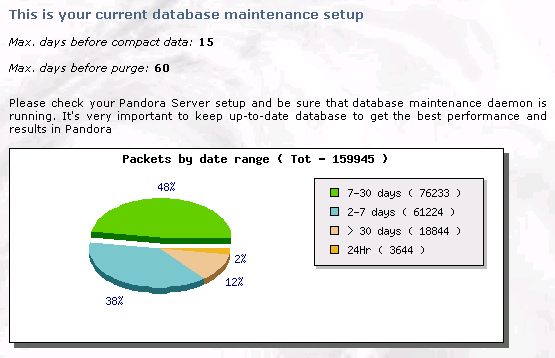 This is your current database maintenance setup
Max. days before compact data: 15
Max. days before purge: 60
Please check your Pandora Server setup and be sure that database maintenance daemon is
running. It's very important to keep up-to-date database to get the best performance and
results in Pandora
Packets by date range ( Tot - 159945 )
48%
2%
12%
38%
7-30 days ( 76233 )
2-7 days ( 61224 )
> 30 days ( 18844 )
24Hr ( 3644 )